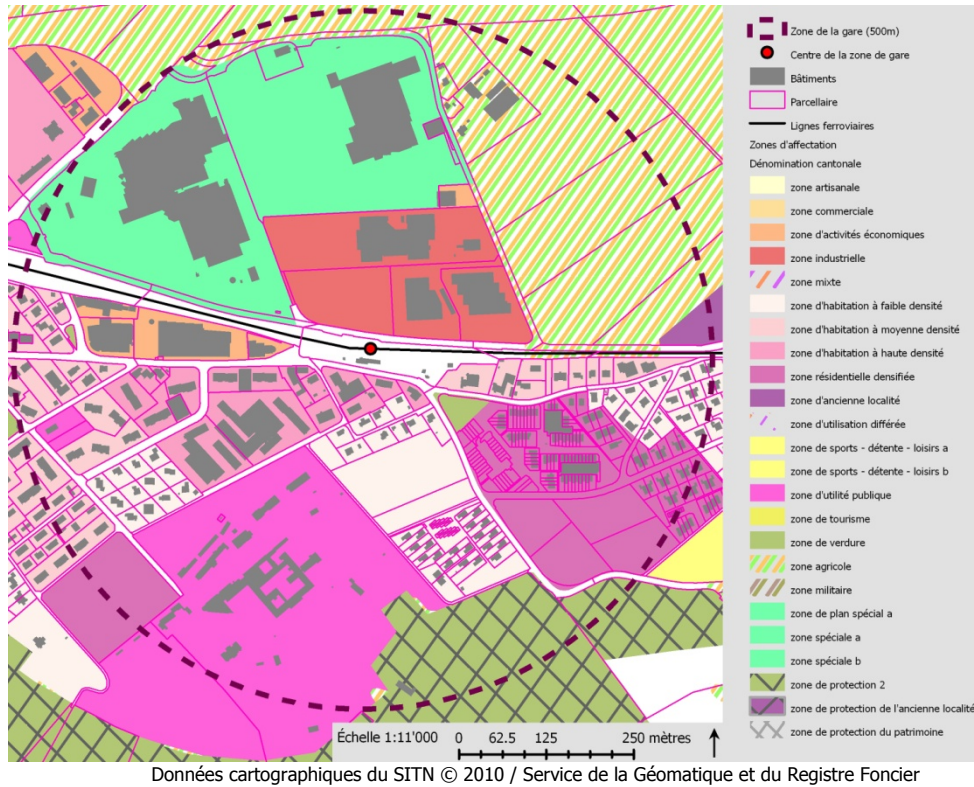 Zone de la gare (500m)
Centre de la zone de gare
Bâtiments
Parcellaire
Lignes ferroviaires
Zones d'affectation
Dénomination cantonale
zone artisanale
zone commerciale
zone d'activités économiques
zone industrielle
zone mixte
zone d'habitation à faible densité
zone d'habitation à moyenne densité
zone d'habitation à haute densité
zone résidentielle densifiée
zone d'ancienne localité
zone d'utilisation différée
zone de sports - détente - loisirs a
zone de sports - détente - loisirs b
zone d'utilité publique
zone de tourisme
zone de verdure
zone agricole
zone militaire
zone de plan spécial a
zone spéciale a
zone spéciale b
zone de protection 2
zone de protection de l'ancienne localité
zone de protection du patrimoine
Échelle 1:11'000 0 62.5 125 250 mètres
Données cartographiques du SITN © 2010 / Service de la Géomatique et du Registre Foncier